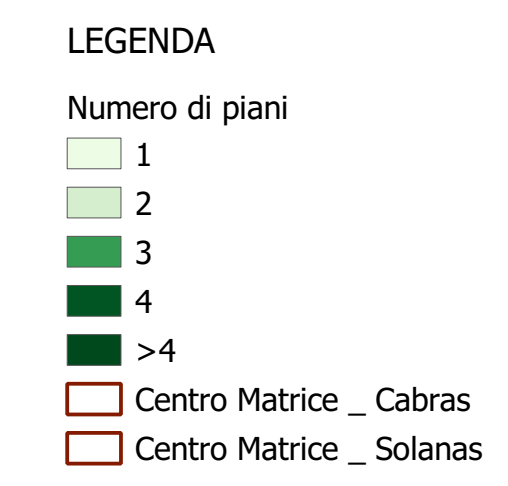 LEGENDA
Numero di piani
1
2
3
4
>4
Centro Matrice _ Cabras
Centro Matrice _ Solanas